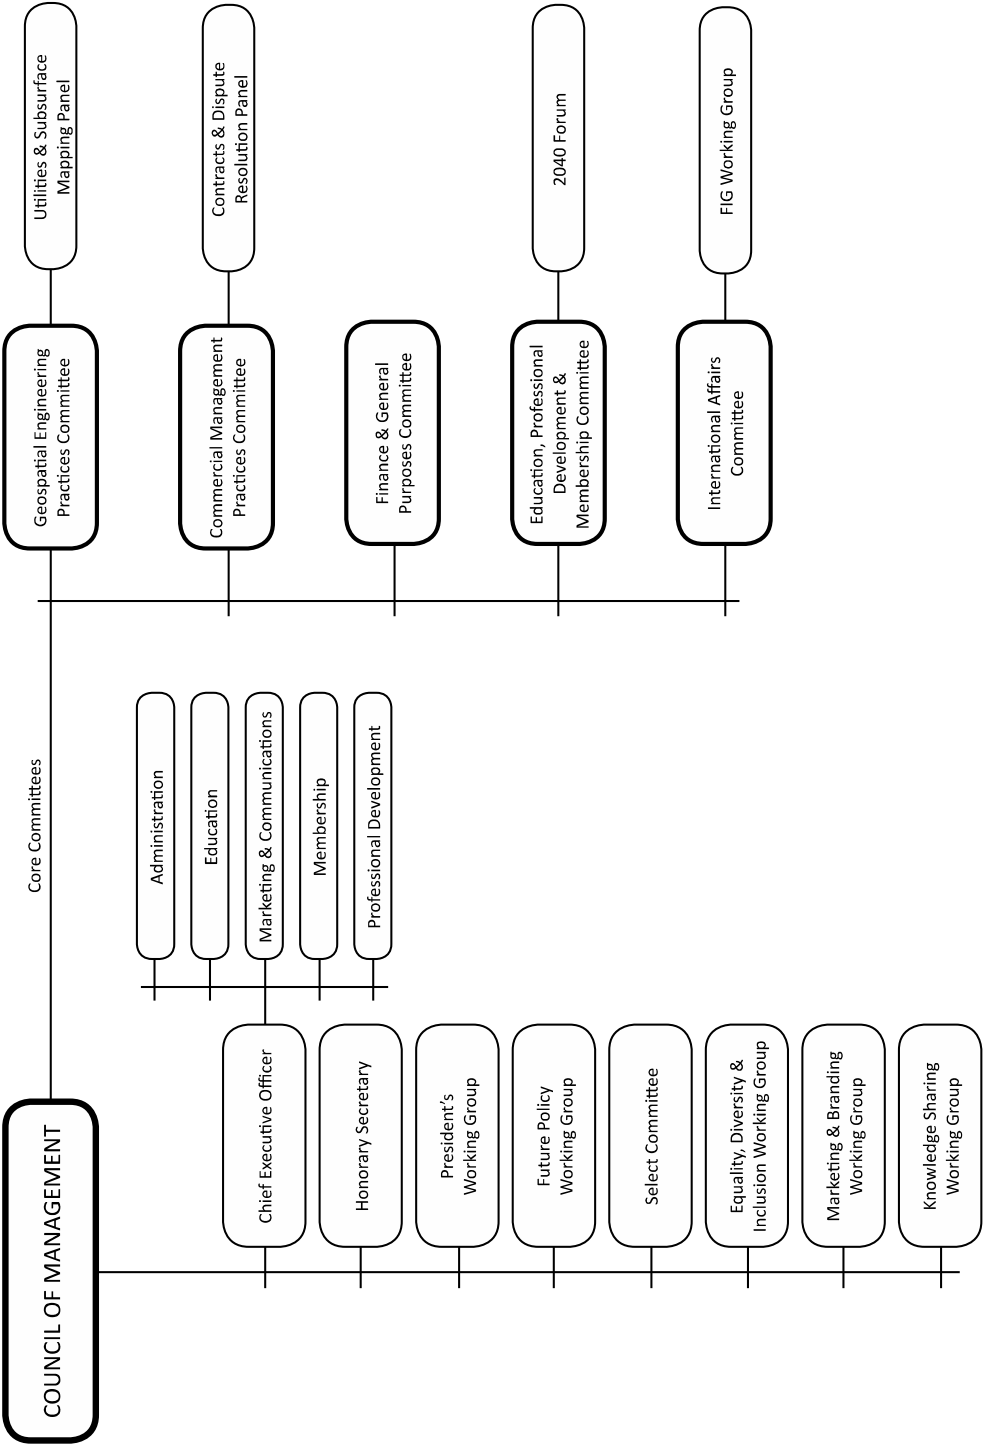 COUNCIL OF MANAGEMENT
Core Committees
Geospatial Engineering
Practices Committee
Utilities & Subsurface
Mapping Panel
Commercial Management
Practices Committee
Contracts & Dispute
Resolution Panel
Finance & General
Purposes Committee
Education, Professional
Development &
Membership Committee
2040 Forum
International Affairs
Committee
FIG Working Group
Chief Executive Officer
Administration
Education
Marketing & Communications
Membership
Professional Development
Honorary Secretary
President’s
Working Group
Future Policy
Working Group
Select Committee
Equality, Diversity &
Inclusion Working Group
Marketing & Branding
Working Group
Knowledge Sharing
Working Group